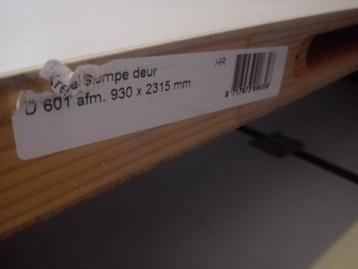 Stompe deur
D 601 afm. 930 x 2315 mm
HR